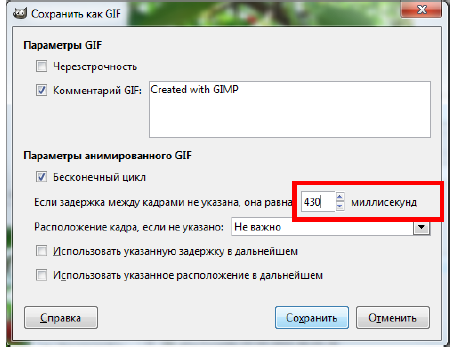 Сохранить как GIF
Параметры GIF
Черезстрочность
Комментарий GIF: Created with GIMP
Параметры анимированного GIF
Бесконечный цикл
Если задержка между кадрами не указана, она равна 430 миллисекунд
Расположение кадра, если не указано: Не важно
Использовать указанную задержку в дальнейшем
Использовать указанное расположение в дальнейшем
Справка Сохранить Отменить